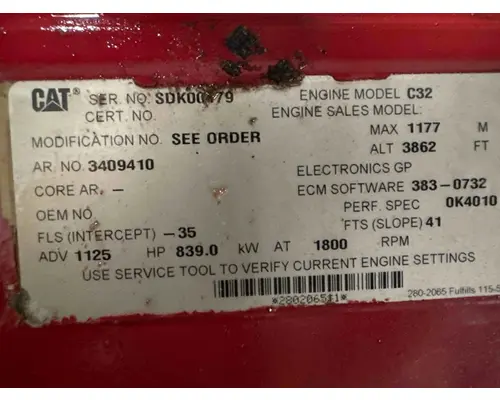 CAT® SER. NO. ENGINE MODEL C32
CERT. NO. ENGINE SALES MODEL:
MODIFICATION NO. SEE ORDER MAX 1177 M
AR. NO. 3409410 ALT 3862 FT
CORE AR. – ELECTRONICS GP
OEM NO ECM SOFTWARE 383-0732
PERF. SPEC 0K4010
FLS (INTERCEPT) –35 FTS (SLOPE) 41
ADV 1125 HP 839.0 kW AT 1800 RPM
USE SERVICE TOOL TO VERIFY CURRENT ENGINE SETTINGS
*2802065$1*
280-2065 Fulfills